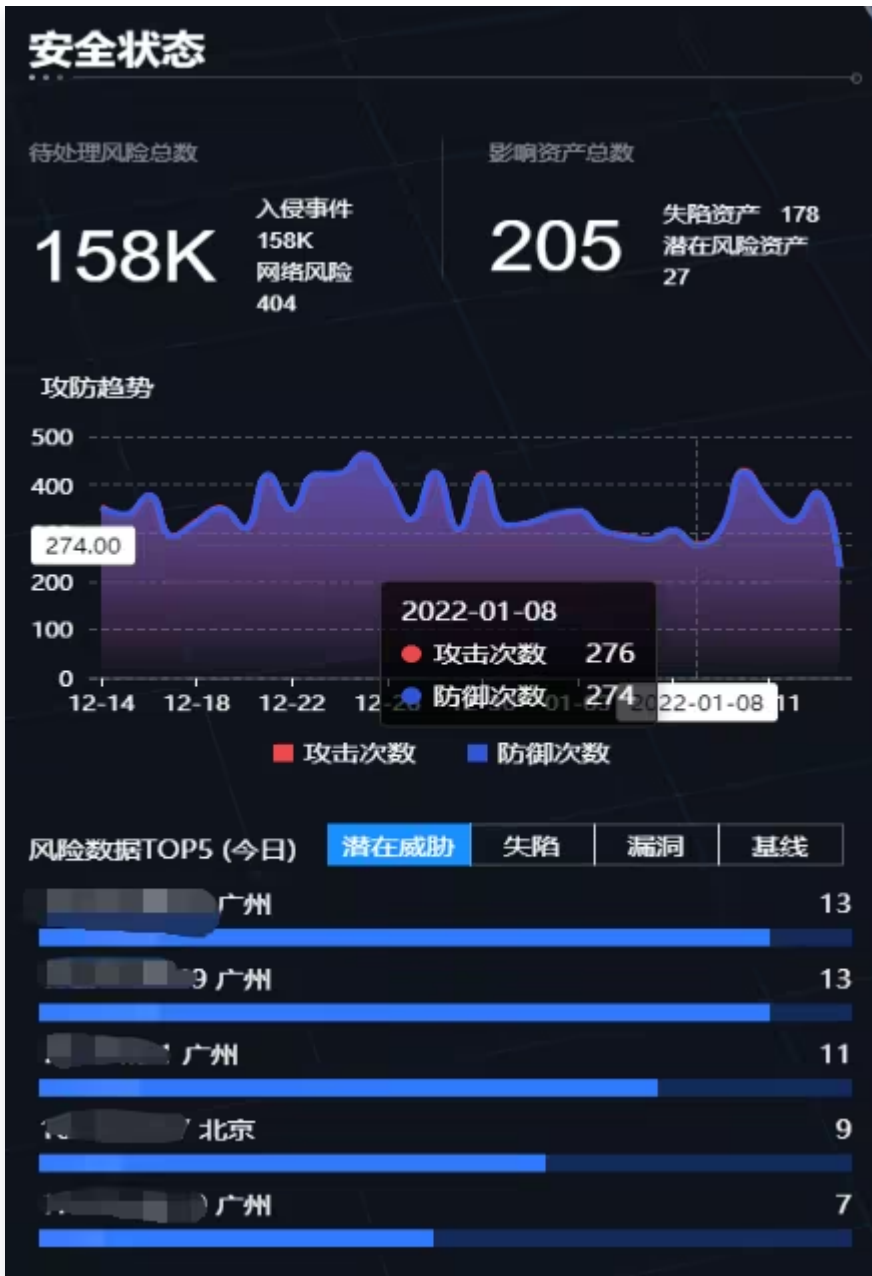 安全状态
待处理风险总数
影响资产总数
158K
入侵事件
158K
网络风险
404
205
失陷资产 178
潜在风险资产
27
攻防趋势
500
400
274.00
200
100
0
2022-01-08
攻击次数 276
防御次数 274
12-14 12-18 12-22 2022-01-08 11
攻击次数 防御次数
风险数据TOP5 (今日) 潜在威胁 失陷 漏洞 基线
广州 13
9 广州 13
广州 11
北京 9
广州 7